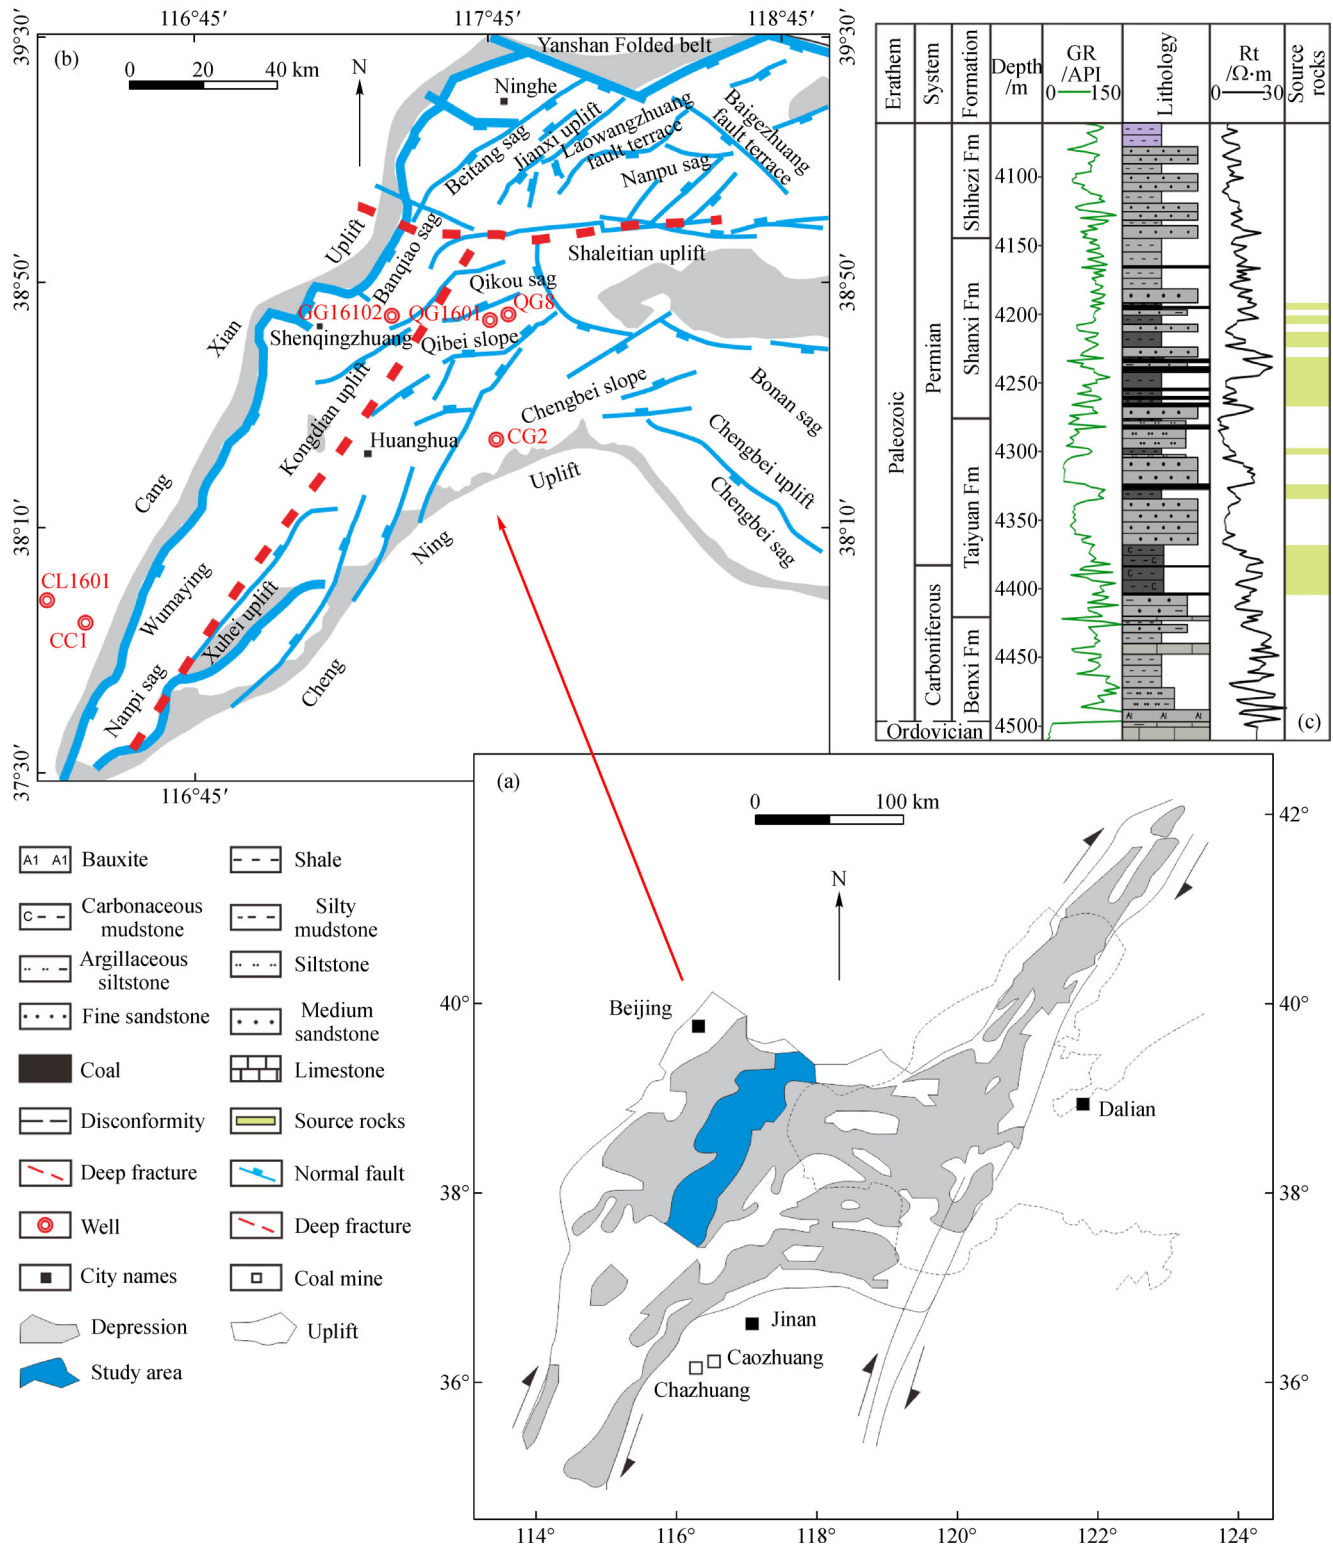 116°45′
117°45′
118°45′
39°30′
38°50′
38°10′
37°30′
(b)
0
20
40 km
N
Yanshan Folded belt
Ninghe
Beitang sag
Jianxi uplift
Laowangzhuang
fault terrace
Baigezhuang
fault terrace
Nanpu sag
Uplift
Banqiao sag
Shaleitian uplift
Qikou sag
GG16102
QG1601
QG8
Shenqingzhuang
Qibei slope
Xian
Kongdian uplift
Chengbei slope
Bonan sag
Huanghua
CG2
Chengbei uplift
Uplift
Chengbei sag
Cang
Ning
CL1601
CC1
Wumaying
Xuhei uplift
Nanpi sag
Cheng
39°30′
38°50′
38°10′
116°45′
Erathem
System
Formation
Depth
/m
GR
/API
0
150
Lithology
Rt
/Ω·m
0
30
Source
rocks
Paleozoic
Permian
Carboniferous
Ordovician
Shihezi Fm
Shanxi Fm
Taiyuan Fm
Benxi Fm
4100
4150
4200
4250
4300
4350
4400
4450
4500
C
C
C
C
Al
Al
Al
(c)
(a)
0
100 km
N
42°
40°
38°
36°
40°
38°
36°
Beijing
Dalian
Jinan
Caozhuang
Chazhuang
114°
116°
118°
120°
122°
124°
A1 A1
Bauxite
Shale
C
Carbonaceous
mudstone
Silty
mudstone
Argillaceous
siltstone
Siltstone
Fine sandstone
Medium
sandstone
Coal
Limestone
Disconformity
Source rocks
Deep fracture
Normal fault
Well
Deep fracture
City names
Coal mine
Depression
Uplift
Study area